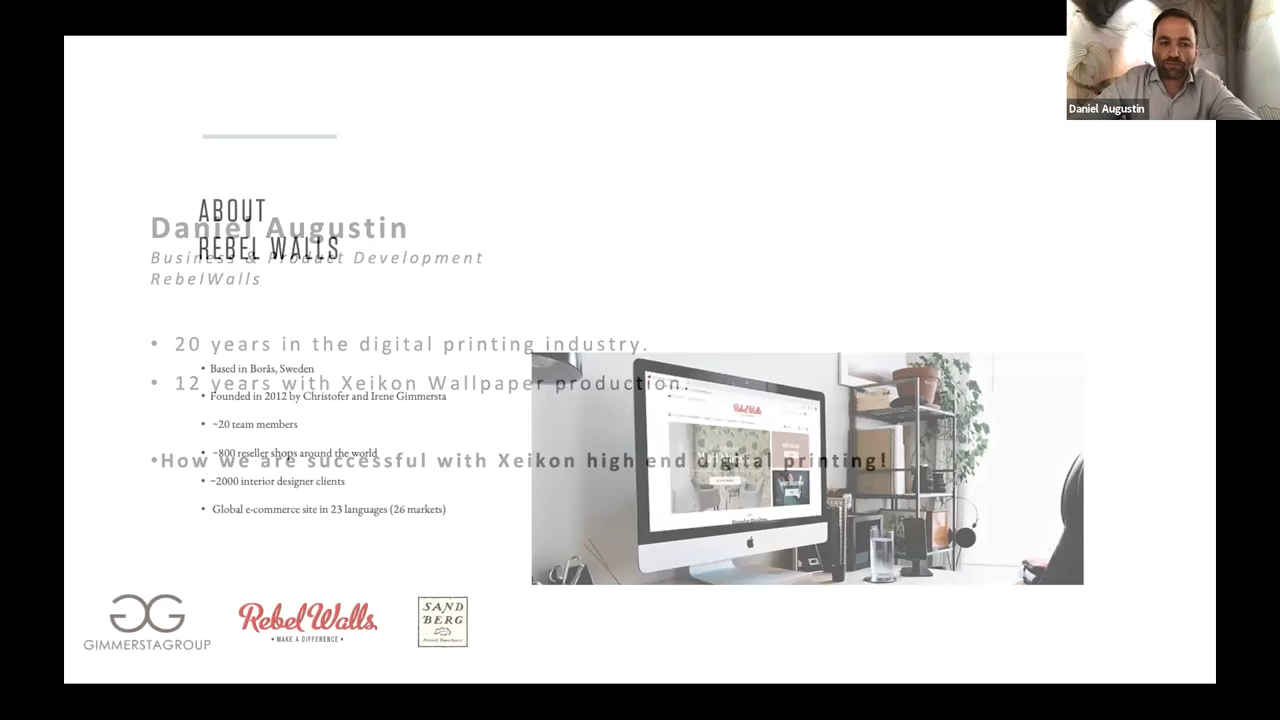 Daniel Augustin
ABOUT
REBEL WALLS
Daniel Augustin
Business & Product Development
RebelWalls
• 20 years in the digital printing industry.
• 12 years with Xeikon Wallpaper production.
•How we are successful with Xeikon high end digital printing!
• Based in Borås, Sweden
• Founded in 2012 by Christofer and Irene Gimmersta
• ~20 team members
• ~800 reseller shops around the world
• ~2000 interior designer clients
• Global e-commerce site in 23 languages (26 markets)
Rebel Walls
GIMMERSTAGROUP
Rebel Walls
• MAKE A DIFFERENCE •
SAND
BERG